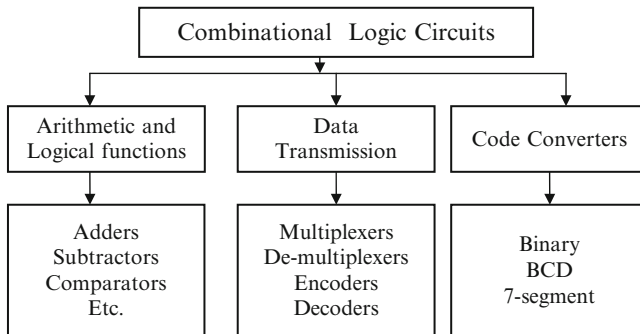 Combinational Logic Circuits
Arithmetic and
Logical functions
Data
Transmission
Code Converters
Adders
Subtractors
Comparators
Etc.
Multiplexers
De-multiplexers
Encoders
Decoders
Binary
BCD
7-segment